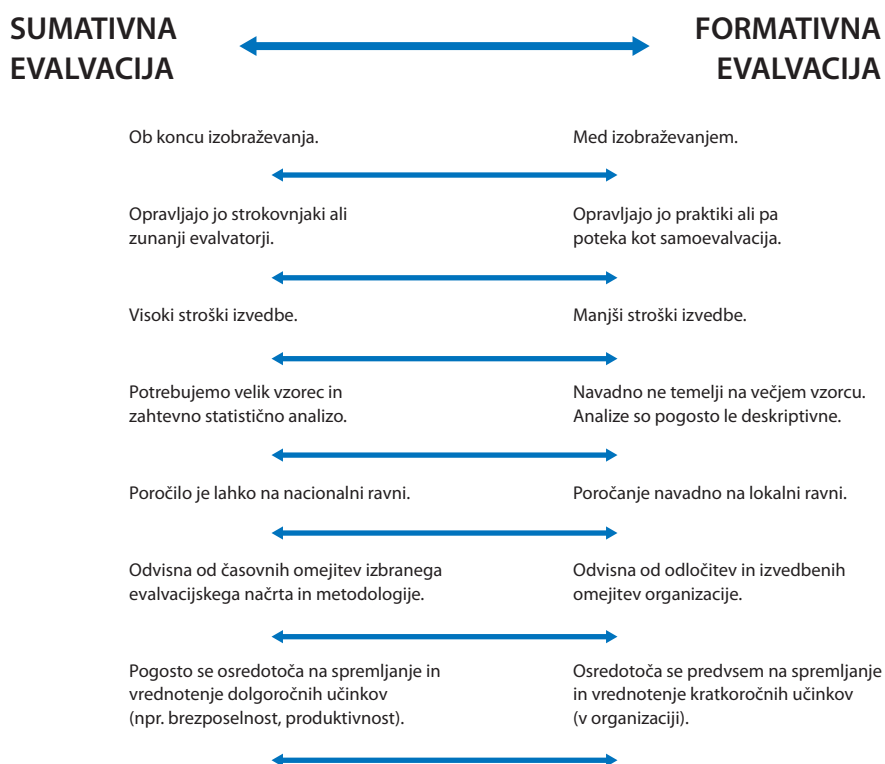 SUMATIVNA
EVALVACIJA
FORMATIVNA
EVALVACIJA
Ob koncu izobraževanja.
Med izobraževanjem.
Opravljajo jo strokovnjaki ali
zunanji evalvatorji.
Opravljajo jo praktiki ali pa
poteka kot samoevalvacija.
Visoki stroški izvedbe.
Manjši stroški izvedbe.
Potrebujemo velik vzorec in
zahtevno statistično analizo.
Navadno ne temelji na večjem vzorcu.
Analize so pogosto le deskriptivne.
Poročilo je lahko na nacionalni ravni.
Poročanje navadno na lokalni ravni.
Odvisna od časovnih omejitev izbranega
evalvacijskega načrta in metodologije.
Odvisna od odločitev in izvedbenih
omejitev organizacije.
Pogosto se osredotoča na spremljanje in
vrednotenje dolgoročnih učinkov
(npr. brezposelnost, produktivnost).
Osredotoča se predvsem na spremljanje
in vrednotenje kratkoročnih učinkov
(v organizaciji).